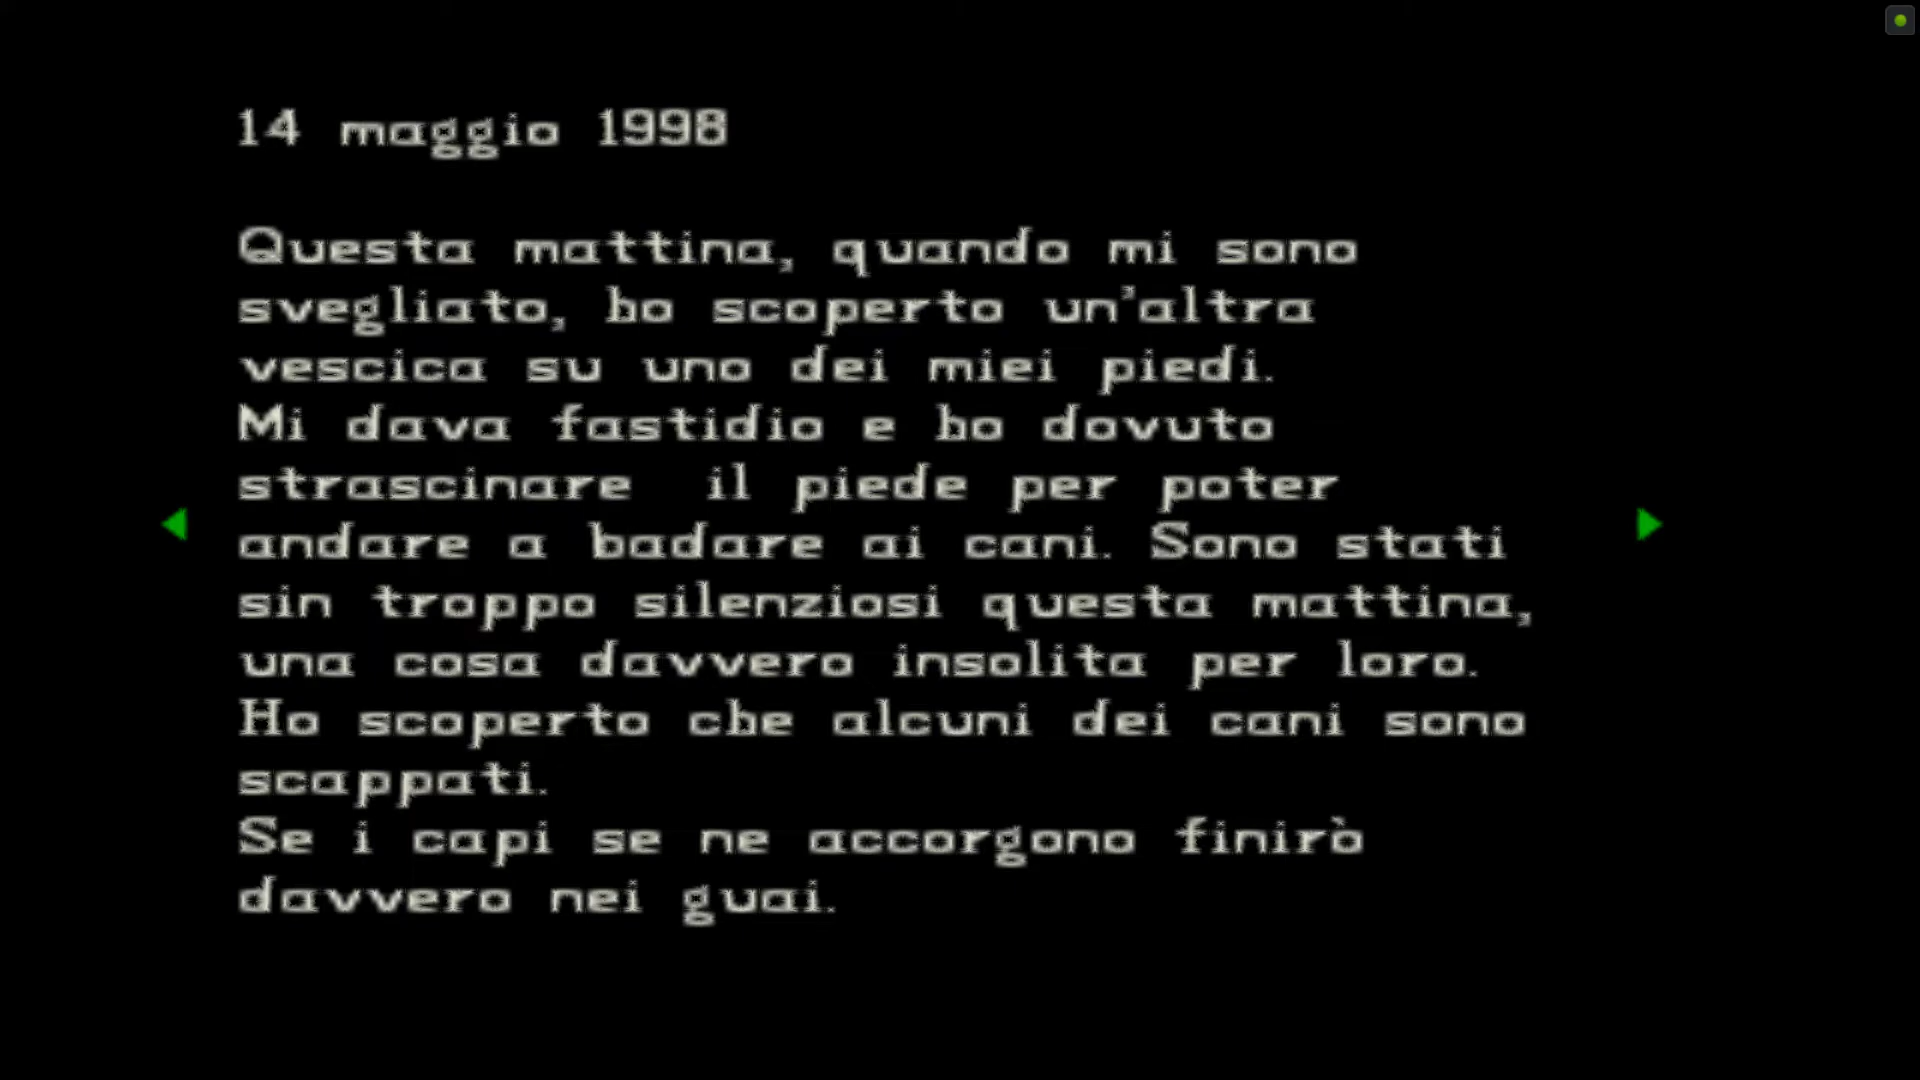 14 maggio 1998
Questa mattina, quando mi sono
svegliato, ho scoperto un'altra
vescica su uno dei miei piedi.
Mi dava fastidio e ho dovuto
strascinare il piede per poter
andare a badare ai cani. Sono stati
sin troppo silenziosi questa mattina,
una cosa davvero insolita per loro.
Ho scoperto che alcuni dei cani sono
scappati.
Se i capi se ne accorgono finirò
davvero nei guai.